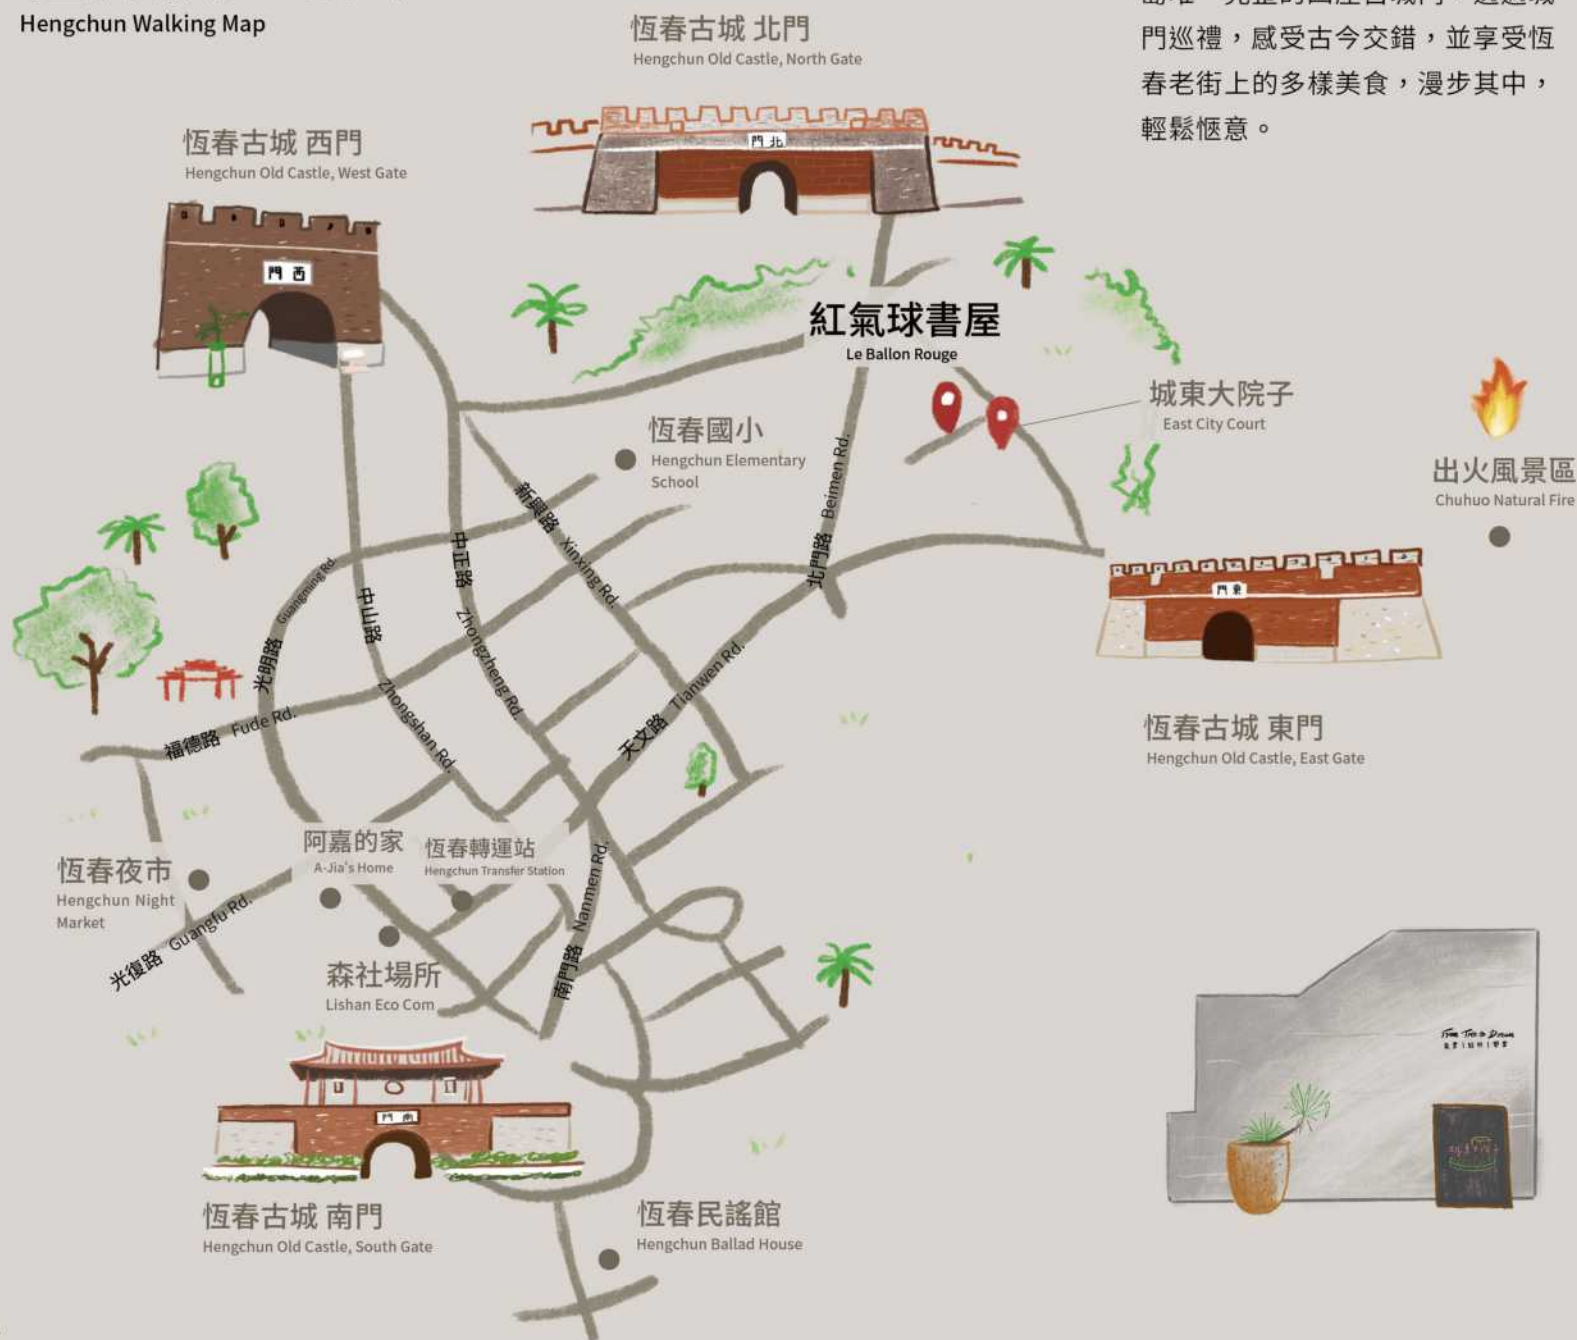 Hengchun Walking Map
門巡禮，感受古今交錯，並享受恆
春老街上的多樣美食，漫步其中，
輕鬆愜意。
恆春古城 北門
Hengchun Old Castle, North Gate
門北
恆春古城 西門
Hengchun Old Castle, West Gate
門西
紅氣球書屋
Le Ballon Rouge
城東大院子
East City Court
恆春國小
Hengchun Elementary
School
出火風景區
Chuhuo Natural Fire
北門路 Beimen Rd.
新興路 Xinxing Rd.
中正路 Zhongzheng Rd.
中山路 Zhongshan Rd.
光明路 Guangming Rd.
福德路 Fude Rd.
天文路 Tianwen Rd.
門東
恆春古城 東門
Hengchun Old Castle, East Gate
阿嘉的家
A-Jia's Home
恆春轉運站
Hengchun Transfer Station
恆春夜市
Hengchun Night
Market
光復路 Guangfu Rd.
南門路 Nanmen Rd.
森社場所
Lishan Eco Com
門南
恆春古城 南門
Hengchun Old Castle, South Gate
恆春民謠館
Hengchun Ballad House